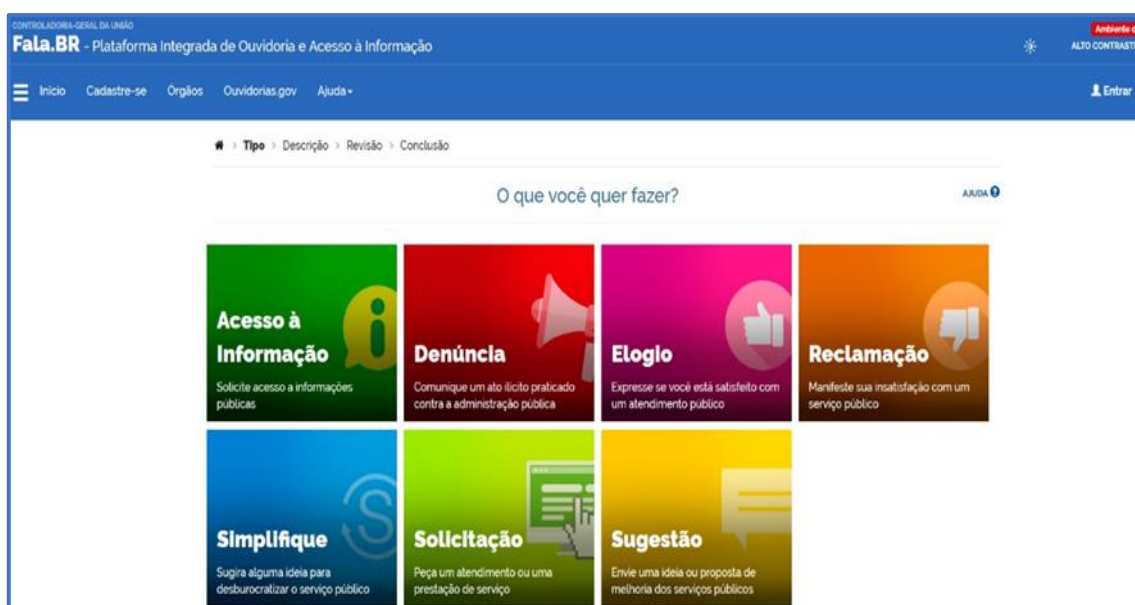 CONTROLADORIA-GERAL DA UNIÃO
Fala.BR - Plataforma Integrada de Ouvidoria e Acesso à Informação
Ambiente
ALTO CONTRAST
Início Cadastre-se Órgãos Ouvidorias.gov Ajuda
Entrar
> Tipo > Descrição > Revisão > Conclusão
O que você quer fazer?
AJUDA
Acesso à
Informação
Solicite acesso a informações
públicas
Denúncia
Comunique um ato ilícito praticado
contra a administração pública
Elogio
Expresse se você está satisfeito com
um atendimento público
Reclamação
Manifeste sua insatisfação com um
serviço público
Simplifique
Sugira alguma ideia para
desburocratizar o serviço público
Solicitação
Peça um atendimento ou uma
prestação de serviço
Sugestão
Envie uma ideia ou proposta de
melhoria dos serviços públicos